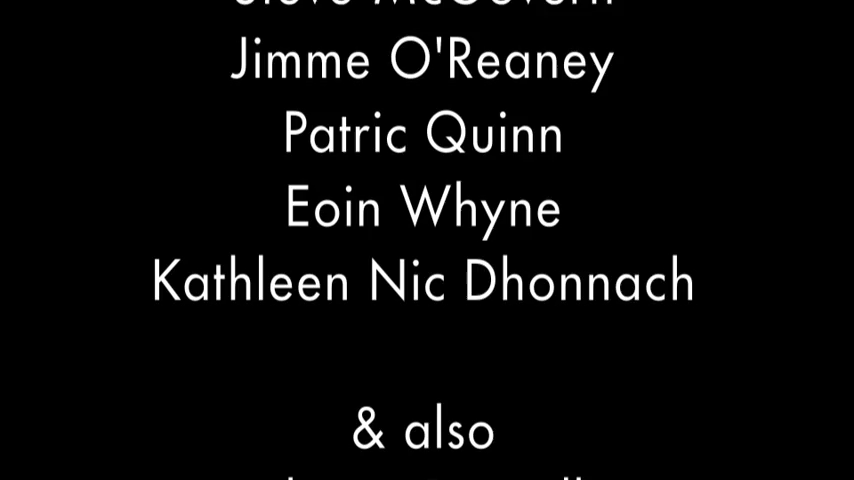 Jimme O'Reaney
Patric Quinn
Eoin Whyne
Kathleen Nic Dhonnach
& also